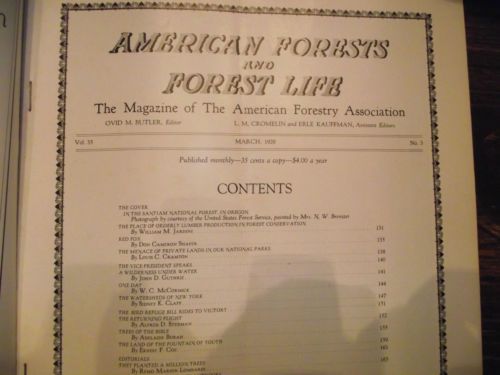 AMERICAN FORESTS
AND
FOREST LIFE
The Magazine of The American Forestry Association
OVID M. BUTLER, Editor
L. M. CROMELIN and ERLE KAUFFMAN, Assistant Editors
Vol. 35
MARCH, 1929
No. 3
Published monthly—35 cents a copy—$4.00 a year
CONTENTS
THE COVER
IN THE SANTIAM NATIONAL FOREST, IN OREGON
Photograph by courtesy of the United States Forest Service, painted by Mrs. N. W.
THE PLACE OF ORDERLY LUMBER PRODUCTION IN FOREST CONSERVATION 131
By WILLIAM M. JARDINE
RED FOX 135
By DON CAMERON SHAFER
THE MENACE OF PRIVATE LANDS IN OUR NATIONAL PARKS 138
By LOUIS C. CRAMTON
THE VICE-PRESIDENT SPEAKS 140
A WILDERNESS UNDER WATER 141
By JOHN D. GUTHRIE
ONE DAY 144
By W. C. McCORMICK
THE WATERSHEDS OF NEW YORK 147
By SIDNEY K. CLAPP
THE BIRD REFUGE BILL RIDES TO VICTORY 151
THE RETURNING FLIGHT 152
By ALFRED D. STEDMAN
TREES OF THE BIBLE 155
By ADELAIDE BORAH
THE LAND OF THE FOUNTAIN OF YOUTH 159
By ERNEST F. COE
EDITORIALS
THEY PLANTED A MILLION TREES 165
By MARION